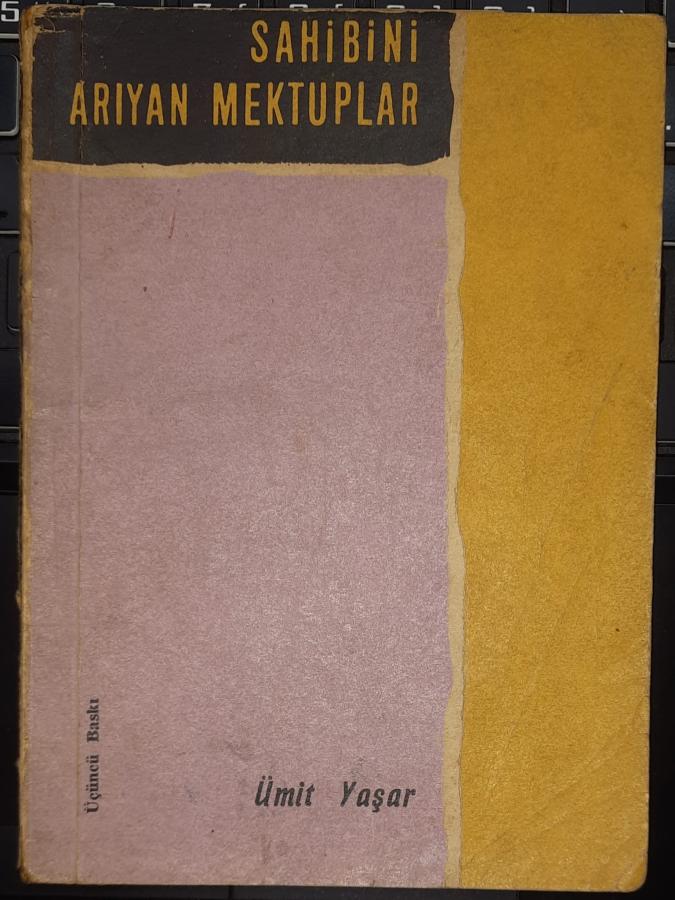 SAHİBİNİ
ARIYAN MEKTUPLAR
Üçüncü Baskı
Ümit Yaşar